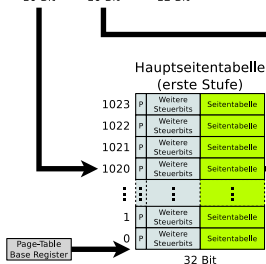 Hauptseitentabelle
(erste Stufe)
1023 P Weitere Steuerbits Seitentabelle
1022 P Weitere Steuerbits Seitentabelle
1021 P Weitere Steuerbits Seitentabelle
1020 P Weitere Steuerbits Seitentabelle
1 P Weitere Steuerbits Seitentabelle
0 P Weitere Steuerbits Seitentabelle
Page-Table
Base Register
32 Bit